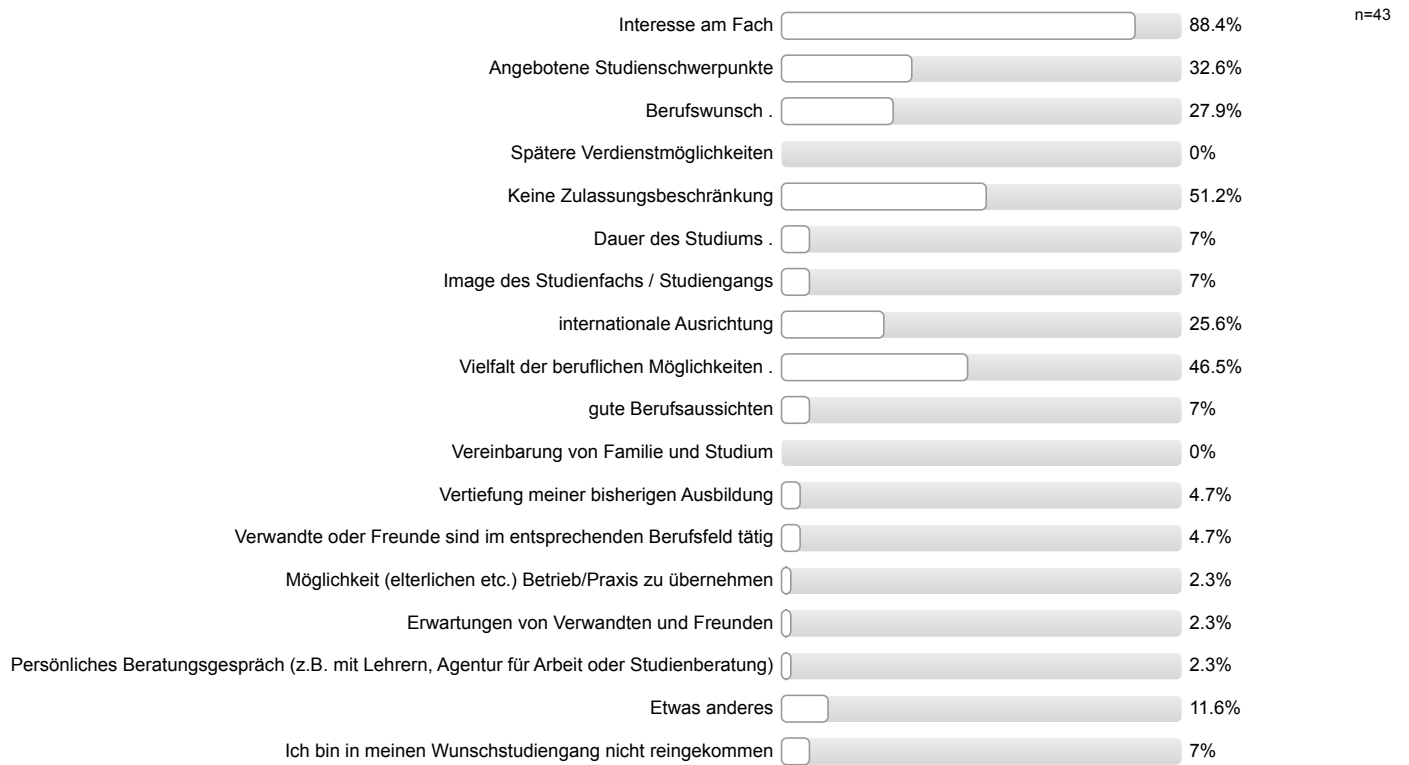 n=43
Interesse am Fach 88.4%
Angebotene Studienschwerpunkte 32.6%
Berufswunsch . 27.9%
Spätere Verdienstmöglichkeiten 0%
Keine Zulassungsbeschränkung 51.2%
Dauer des Studiums . 7%
Image des Studienfachs / Studiengangs 7%
internationale Ausrichtung 25.6%
Vielfalt der beruflichen Möglichkeiten . 46.5%
gute Berufsaussichten 7%
Vereinbarung von Familie und Studium 0%
Vertiefung meiner bisherigen Ausbildung 4.7%
Verwandte oder Freunde sind im entsprechenden Berufsfeld tätig 4.7%
Möglichkeit (elterlichen etc.) Betrieb/Praxis zu übernehmen 2.3%
Erwartungen von Verwandten und Freunden 2.3%
Persönliches Beratungsgespräch (z.B. mit Lehrern, Agentur für Arbeit oder Studienberatung) 2.3%
Etwas anderes 11.6%
Ich bin in meinen Wunschstudiengang nicht reingekommen 7%